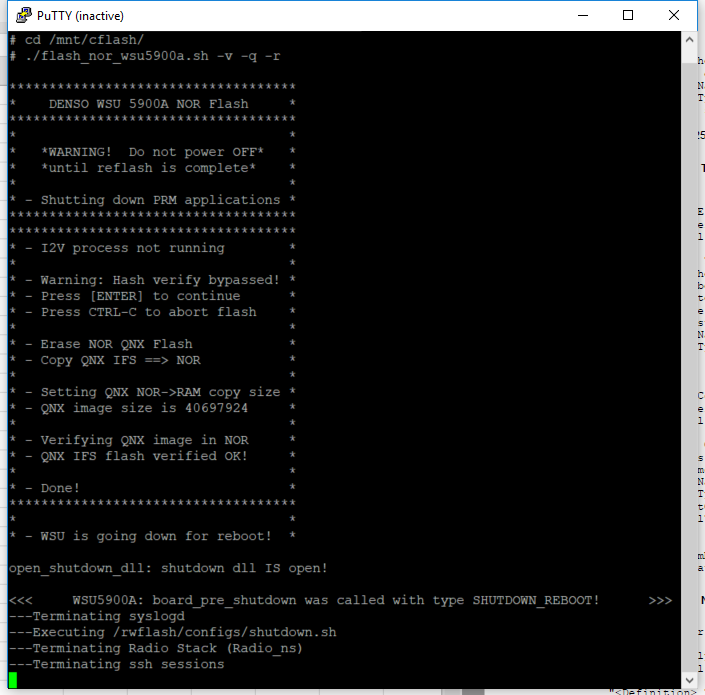 PuTTY (inactive)
# cd /mnt/cflash/
# ./flash_nor_wsu5900a.sh -v -q -r
***********************************
*    DENSO WSU 5900A NOR Flash     *
***********************************
*                                  *
*   *WARNING!  Do not power OFF*   *
*   *until reflash is complete*    *
*                                  *
* - Shutting down PRM applications *
***********************************
***********************************
* - I2V process not running        *
*                                  *
* - Warning: Hash verify bypassed! *
* - Press [ENTER] to continue      *
* - Press CTRL-C to abort flash    *
*                                  *
* - Erase NOR QNX Flash            *
* - Copy QNX IFS ==> NOR           *
*                                  *
* - Setting QNX NOR->RAM copy size *
* - QNX image size is 40697924     *
*                                  *
* - Verifying QNX image in NOR     *
* - QNX IFS flash verified OK!     *
*                                  *
* - Done!                          *
***********************************
*                                  *
* - WSU is going down for reboot!  *
open_shutdown_dll: shutdown dll IS open!
<<<     WSU5900A: board_pre_shutdown was called with type SHUTDOWN_REBOOT!      >>>
---Terminating syslogd
---Executing /rwflash/configs/shutdown.sh
---Terminating Radio Stack (Radio_ns)
---Terminating ssh sessions
"<Definition>